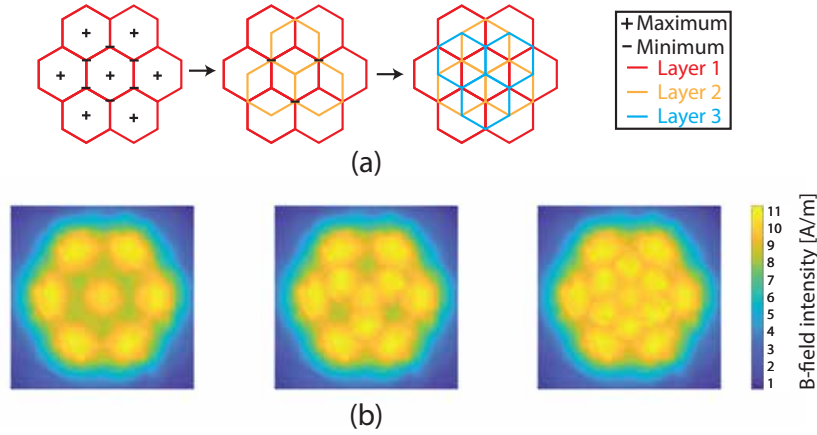 + Maximum
- Minimum
Layer 1
Layer 2
Layer 3
(a)
11
10
9
8
7
6
5
4
3
2
1
B-field intensity [A/m]
(b)